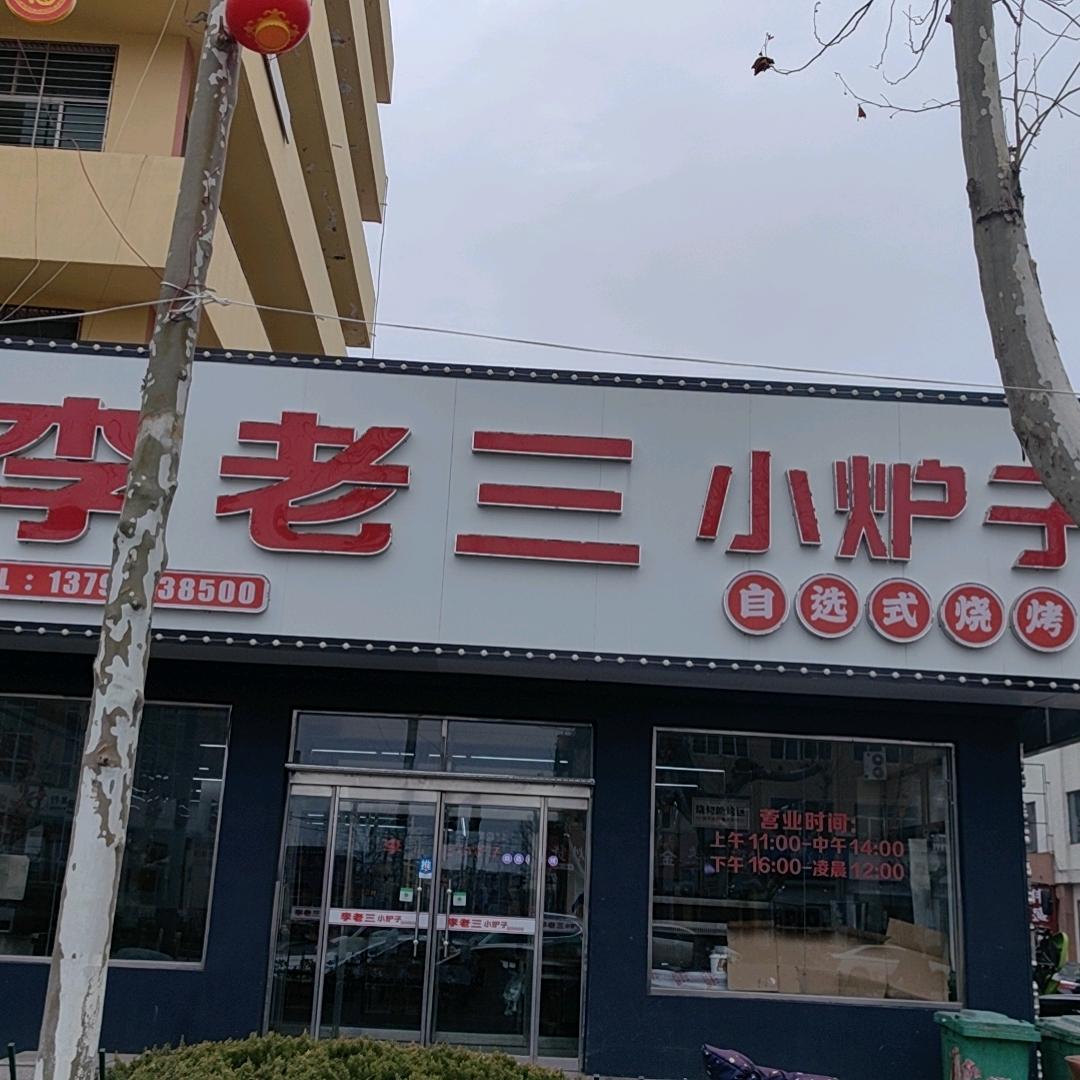 李老三小炉子
L：1379 38500
自选式烧烤
营业时间：
上午11:00-中午14:00
下午16:00-凌晨12:00
推
李老三小炉子
李老三小炉子